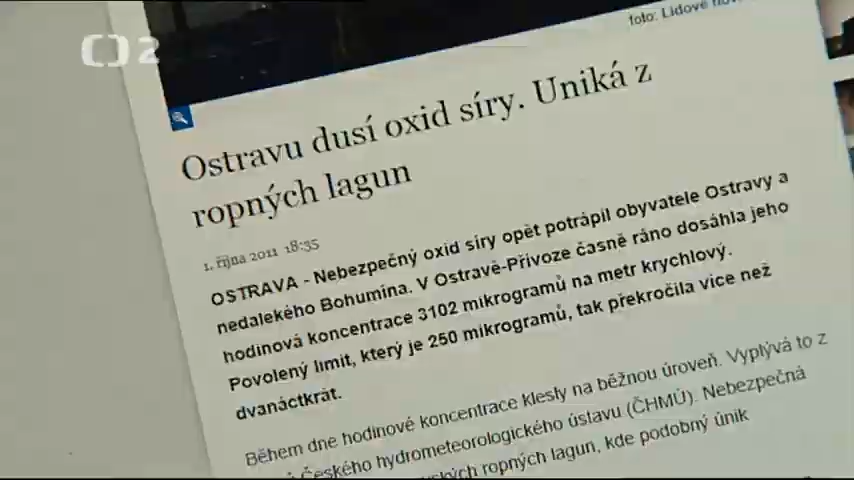 foto: Lidové
ČT 2
Ostravu dusí oxid síry. Uniká z
ropných lagun
1. října 2011 18:35
OSTRAVA - Nebezpečný oxid síry opět potrápil obyvatele Ostravy a
nedalekého Bohumína. V Ostravě-Přívoze časně ráno dosáhla jeho
hodinová koncentrace 3102 mikrogramů na metr krychlový.
Povolený limit, který je 250 mikrogramů, tak překročila více než
dvanáctkrát.
Během dne hodinové koncentrace klesly na běžnou úroveň. Vyplývá to z
Českého hydrometeorologického ústavu (ČHMÚ). Nebezpečná
ropných lagun, kde podobný únik